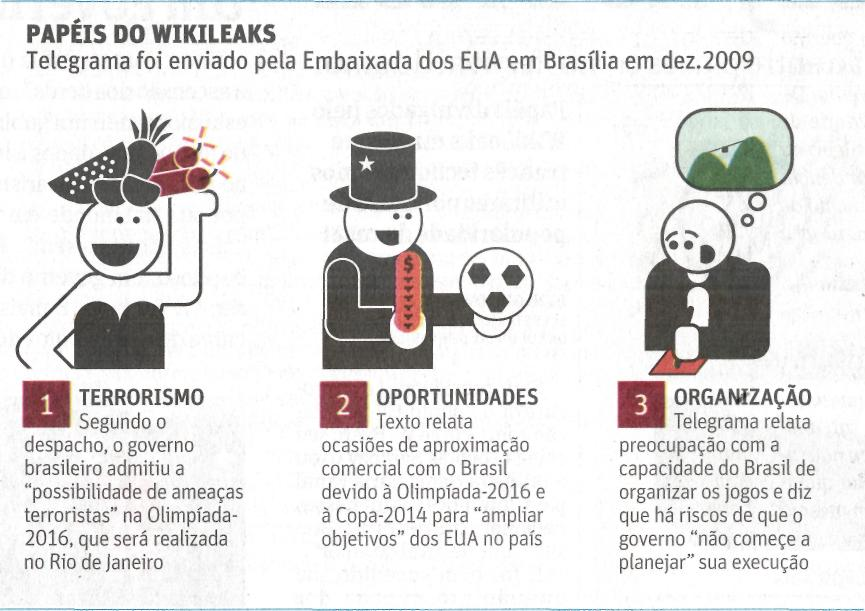 PAPÉIS DO WIKILEAKS
Telegrama foi enviado pela Embaixada dos EUA em Brasília em dez.2009
$
1 TERRORISMO
Segundo o
despacho, o governo
brasileiro admitiu a
“possibilidade de ameaças
terroristas” na Olimpíada-
2016, que será realizada
no Rio de Janeiro
2 OPORTUNIDADES
Texto relata
ocasiões de aproximação
comercial com o Brasil
devido à Olimpíada-2016 e
à Copa-2014 para “ampliar
objetivos” dos EUA no país
3 ORGANIZAÇÃO
Telegrama relata
preocupação com a
capacidade do Brasil de
organizar os jogos e diz
que há riscos de que o
governo “não começe a
planejar” sua execução